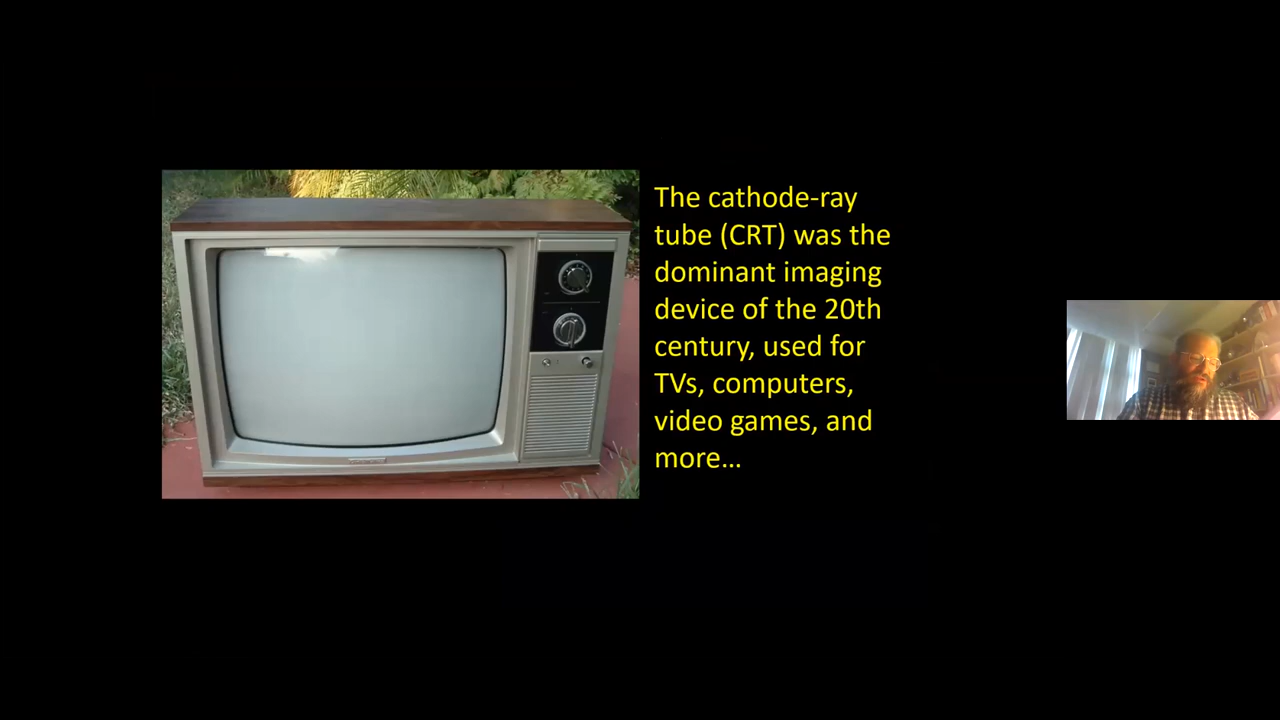 The cathode-ray
tube (CRT) was the
dominant imaging
device of the 20th
century, used for
TVs, computers,
video games, and
more…